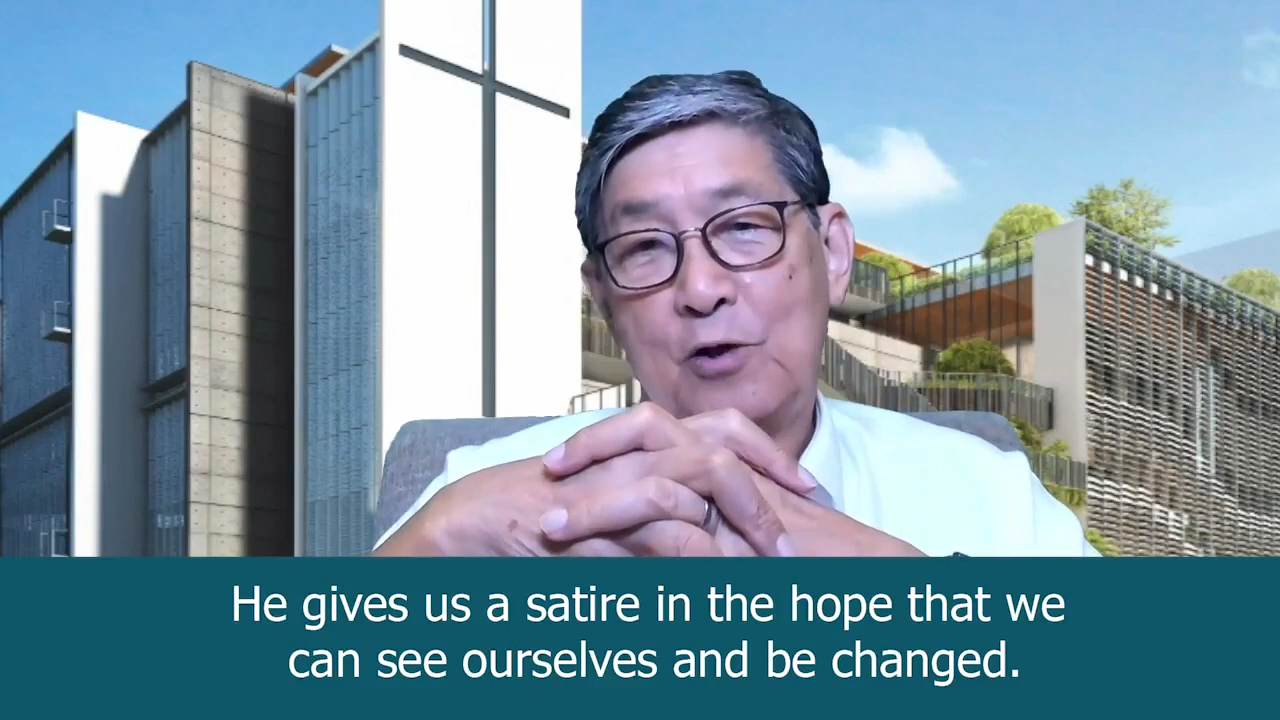 He gives us a satire in the hope that we
can see ourselves and be changed.